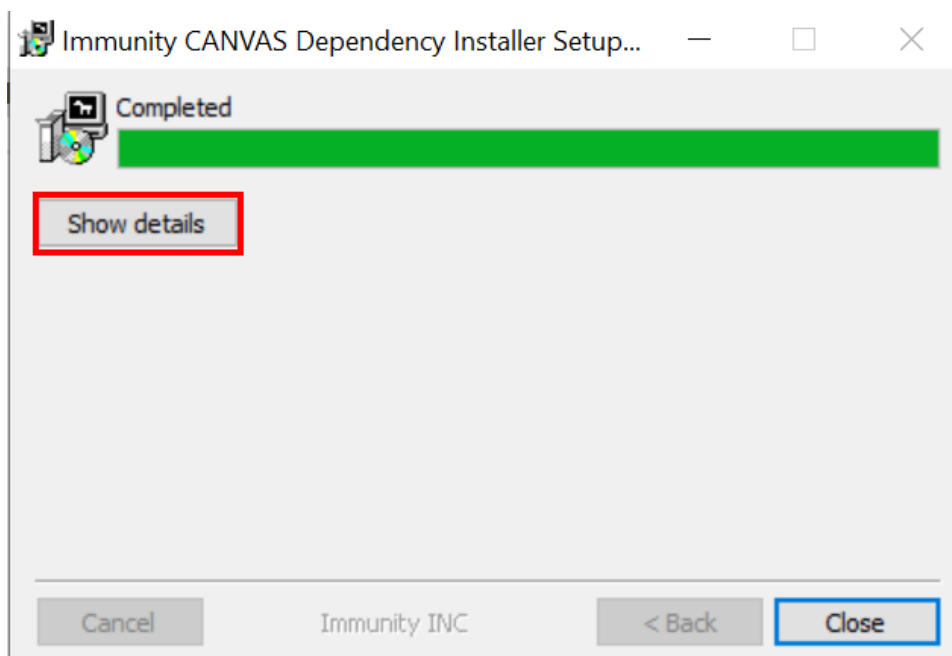 Immunity CANVAS Dependency Installer Setup...
Completed
Show details
Cancel
Immunity INC
< Back
Close